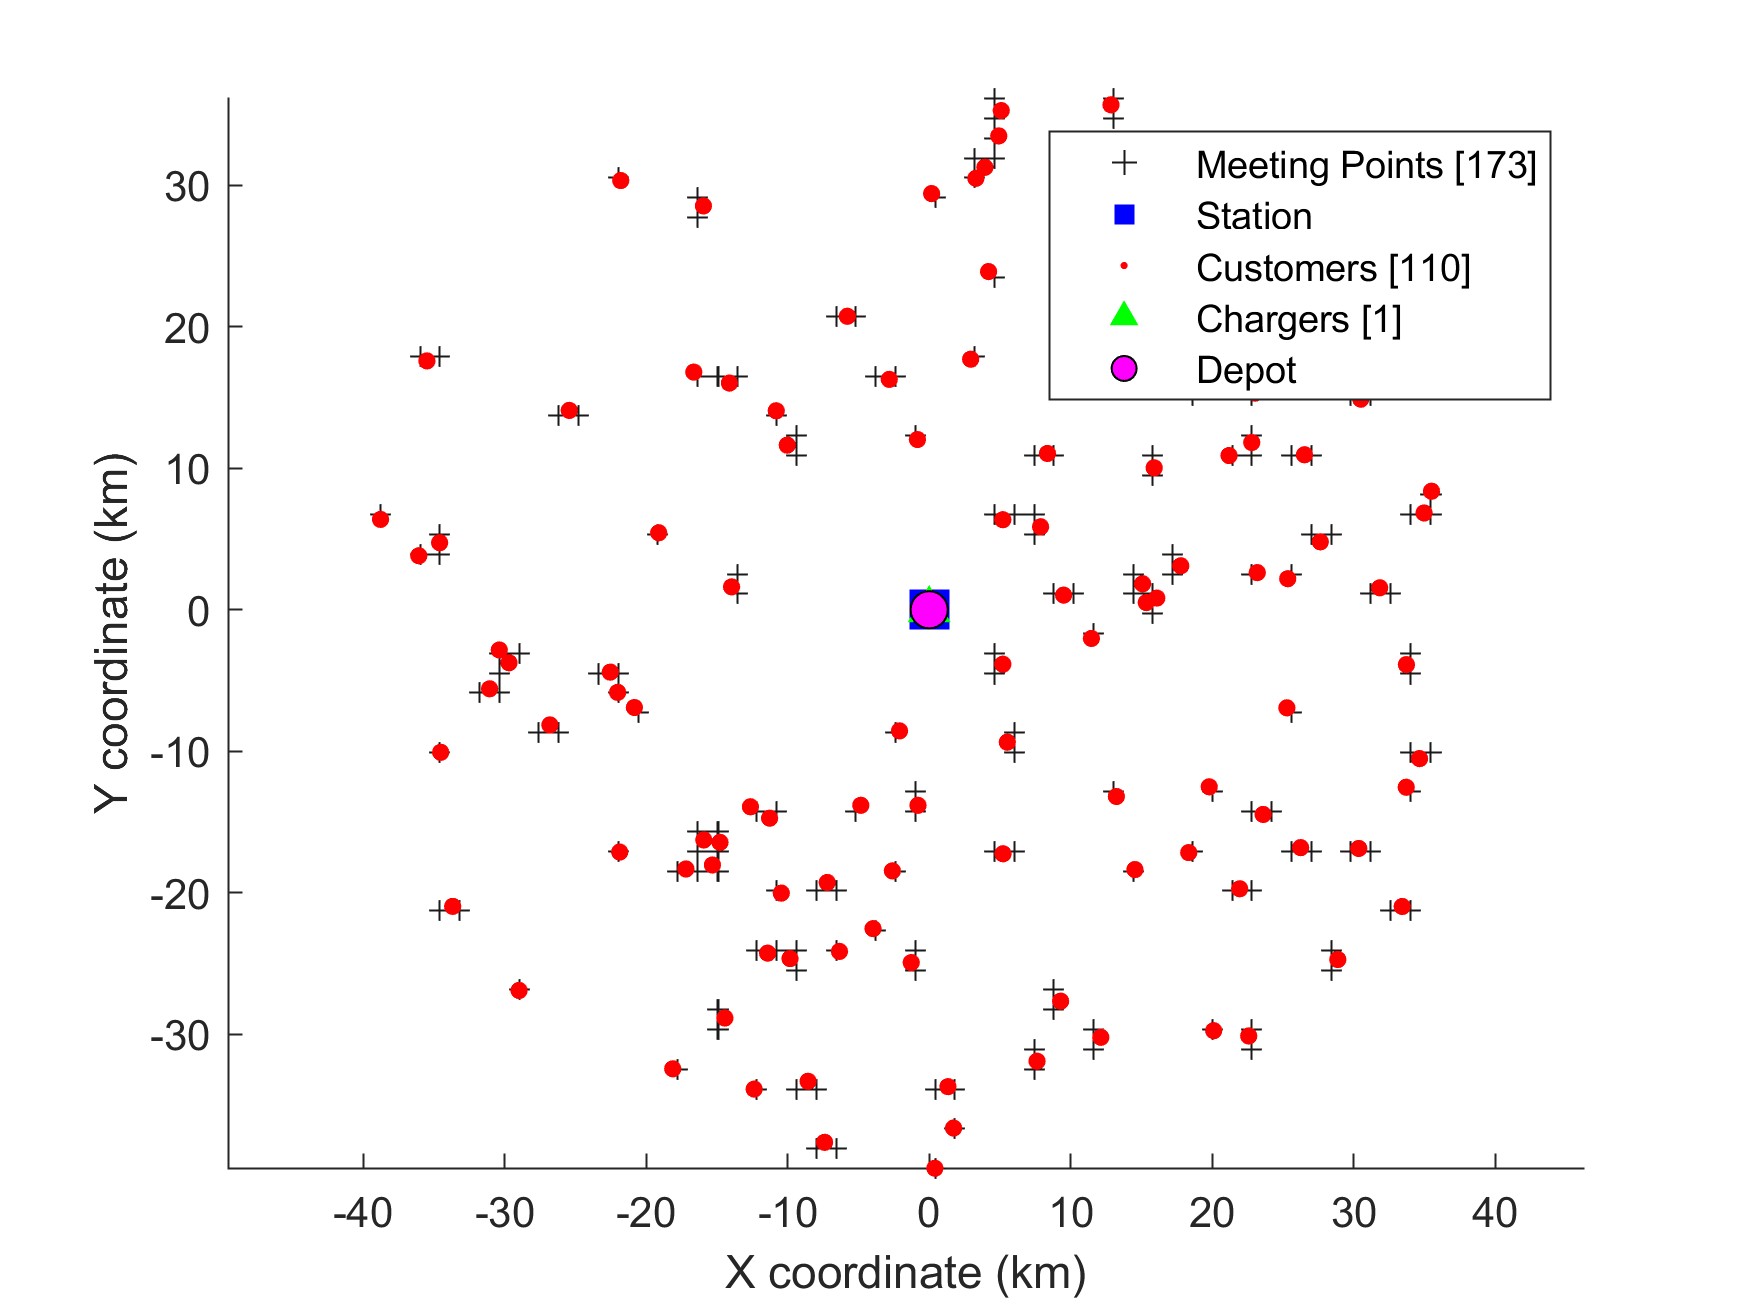 Meeting Points [173]
Station
Customers [110]
Chargers [1]
Depot
30
20
10
0
-10
-20
-30
Y coordinate (km)
-40 -30 -20 -10 0 10 20 30 40
X coordinate (km)